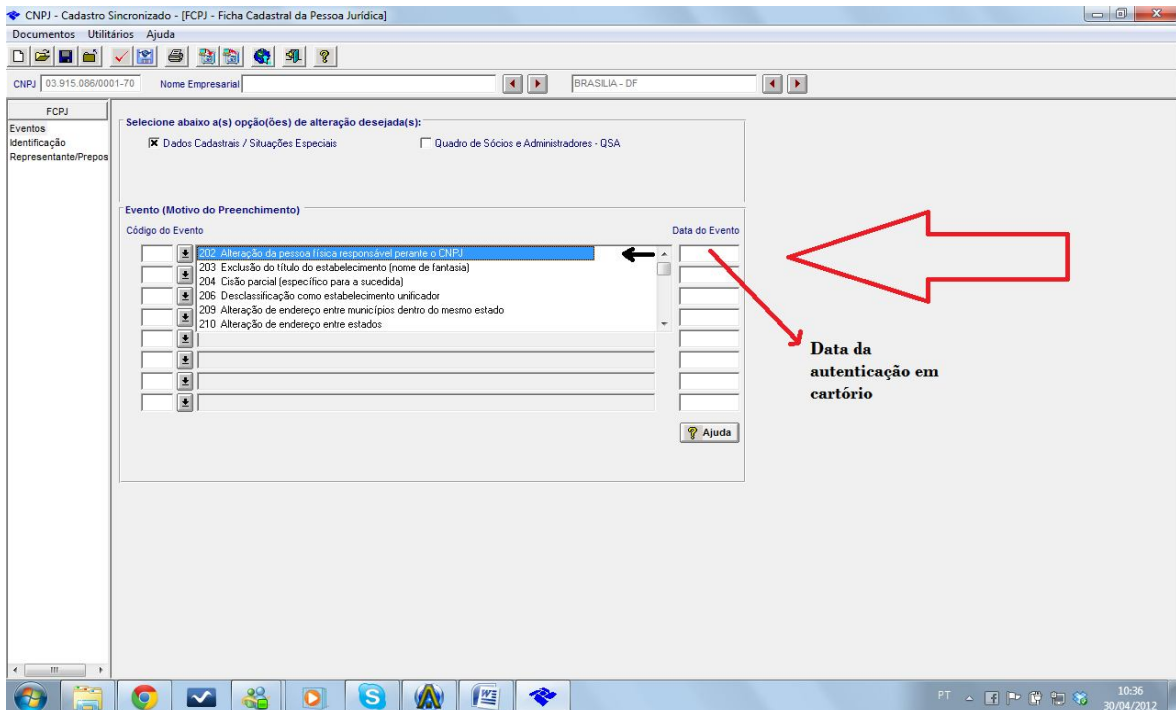 CNPJ - Cadastro Sincronizado - [FCPJ - Ficha Cadastral da Pessoa Jurídica]
Documentos Utilitários Ajuda
CNPJ 03.915.086/0001-70 Nome Empresarial BRASILIA - DF
FCPJ
Eventos
Identificação
Representante/Prepos
Selecione abaixo a(s) opção(ões) de alteração desejada(s):
Dados Cadastrais / Situações Especiais Quadro de Sócios e Administradores - QSA
Evento (Motivo do Preenchimento)
Código do Evento Data do Evento
202 Alteração da pessoa física responsável perante o CNPJ
203 Exclusão do título do estabelecimento (nome de fantasia)
204 Cisão parcial (específico para a sucedida)
206 Desclassificação como estabelecimento unificador
209 Alteração de endereço entre municípios dentro do mesmo estado
210 Alteração de endereço entre estados
Data da
autenticação em
cartório
Ajuda
PT 10:36
30/04/2012